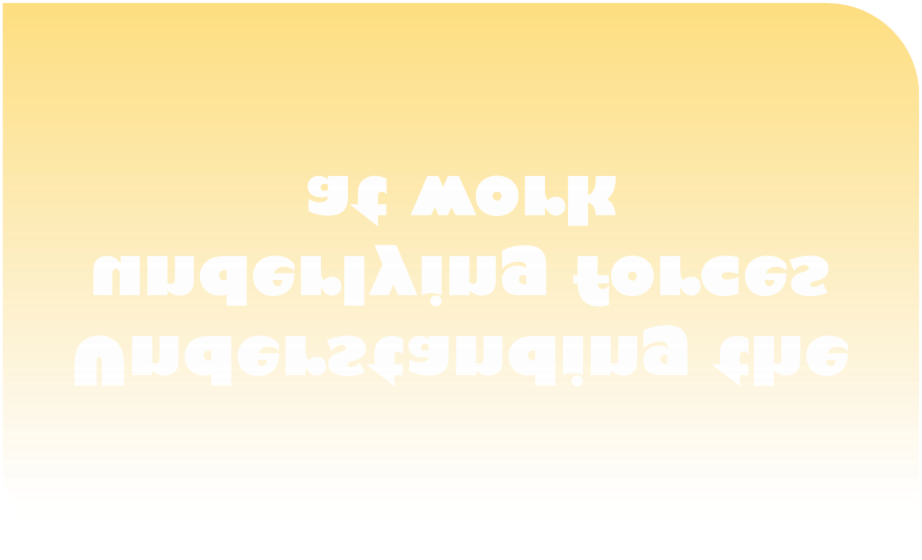 Understanding the
underlying forces
at work